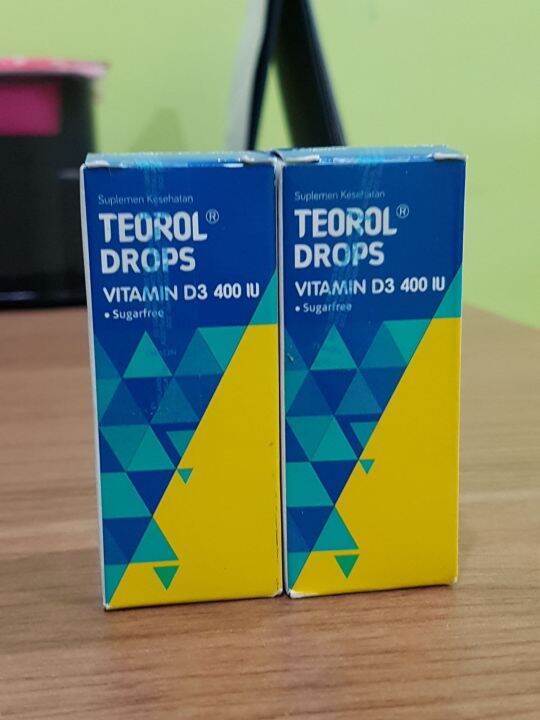 Suplemen Kesehatan
TEOROL®
DROPS
VITAMIN D3 400 IU
• Sugarfree
Suplemen Kesehatan
TEOROL®
DROPS
VITAMIN D3 400 IU
• Sugarfree